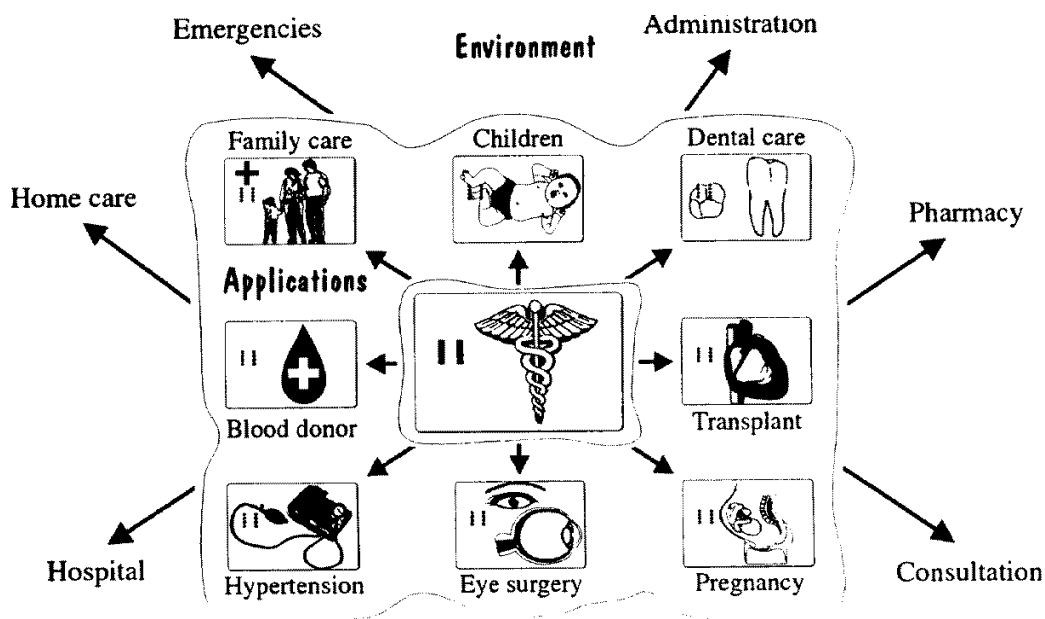 Emergencies
Environment
Administration
Family care
Children
Dental care
Home care
Pharmacy
Applications
Blood donor
Transplant
Hospital
Hypertension
Eye surgery
Pregnancy
Consultation